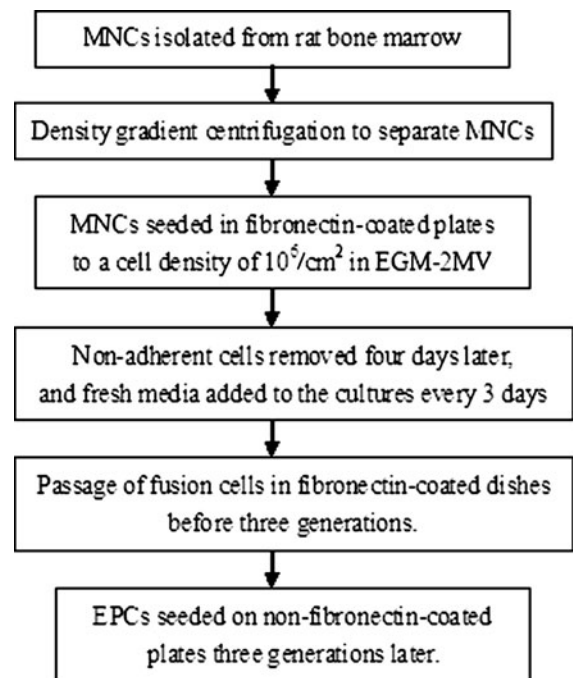 MNCs isolated from rat bone marrow
Density gradient centrifugation to separate MNCs
MNCs seeded in fibronectin-coated plates
to a cell density of 10⁶/cm² in EGM-2MV
Non-adherent cells removed four days later,
and fresh media added to the cultures every 3 days
Passage of fusion cells in fibronectin-coated dishes
before three generations.
EPCs seeded on non-fibronectin-coated
plates three generations later.